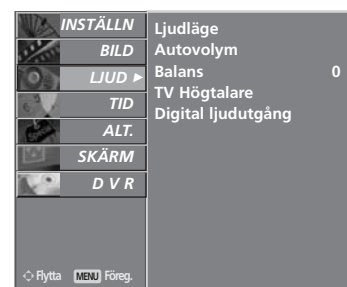 INSTÄLLN
BILD
LJUD ►
TID
ALT.
SKÄRM
D V R
Flytta MENU Föreg.
Ljudläge
Autovolym
Balans 0
TV Högtalare
Digital ljudutgång